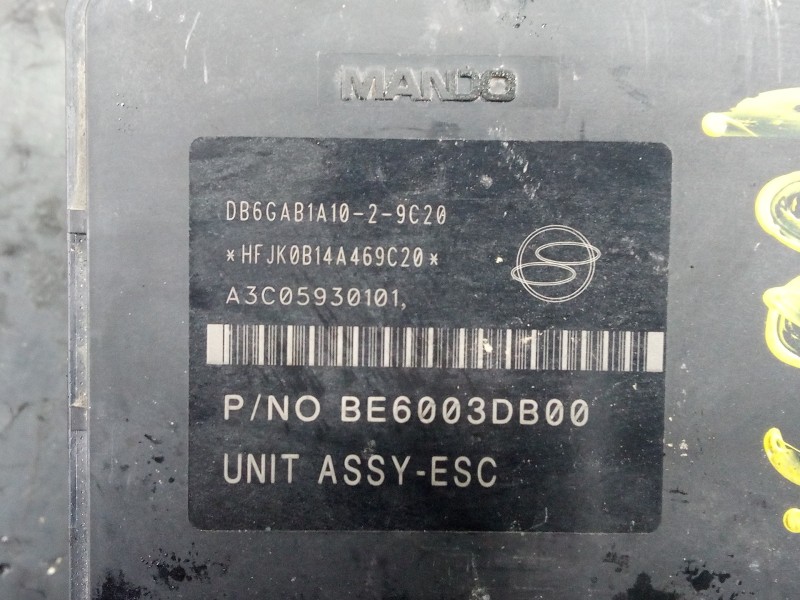 MANDO
DB6GAB1A10-2-9C20
*HFJK0B14A469C20*
A3C05930101,
P/NO BE6003DB00
UNIT ASSY-ESC